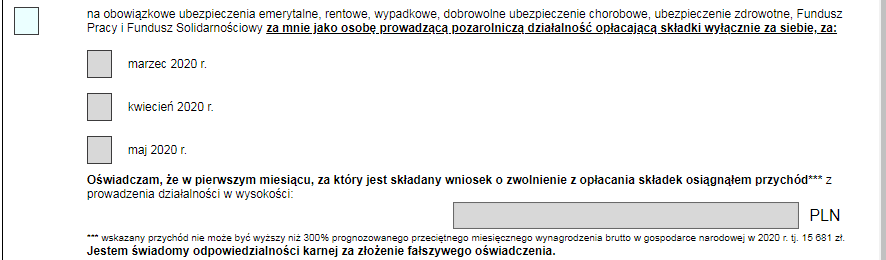 na obowiązkowe ubezpieczenia emerytalne, rentowe, wypadkowe, dobrowolne ubezpieczenie chorobowe, ubezpieczenie zdrowotne, Fundusz
Pracy i Fundusz Solidarnościowy za mnie jako osobę prowadzącą pozarolniczą działalność opłacającą składki wyłącznie za siebie, za:
marzec 2020 r.
kwiecień 2020 r.
maj 2020 r.
Oświadczam, że w pierwszym miesiącu, za który jest składany wniosek o zwolnienie z opłacania składek osiągnąłem przychód*** z
prowadzenia działalności w wysokości:
PLN
*** wskazany przychód nie może być wyższy niż 300% prognozowanego przeciętnego miesięcznego wynagrodzenia brutto w gospodarce narodowej w 2020 r. tj. 15 681 zł.
Jestem świadomy odpowiedzialności karnej za złożenie fałszywego oświadczenia.